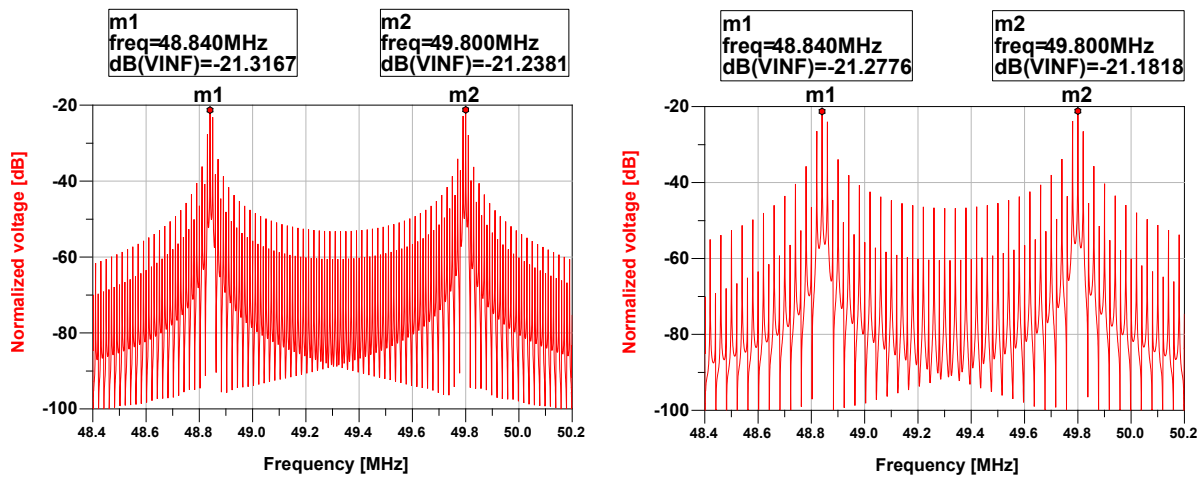 m1
freq=48.840MHz
dB(VINF)=-21.3167
m2
freq=49.800MHz
dB(VINF)=-21.2381
m1
m2
-20
-40
-60
-80
-100
Normalized voltage [dB]
48.4
48.6
48.8
49.0
49.2
49.4
49.6
49.8
50.0
50.2
Frequency [MHz]
m1
freq=48.840MHz
dB(VINF)=-21.2776
m2
freq=49.800MHz
dB(VINF)=-21.1818
m1
m2
-20
-40
-60
-80
-100
Normalized voltage [dB]
48.4
48.6
48.8
49.0
49.2
49.4
49.6
49.8
50.0
50.2
Frequency [MHz]